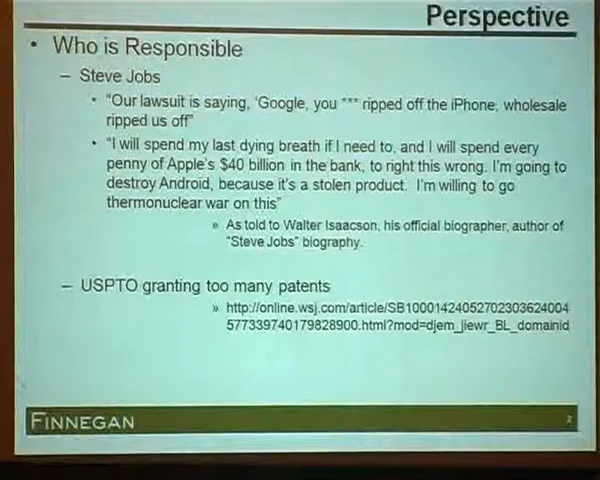 Perspective
• Who is Responsible
– Steve Jobs
• "Our lawsuit is saying, 'Google, you *** ripped off the iPhone, wholesale
ripped us off"
• "I will spend my last dying breath if I need to, and I will spend every
penny of Apple's $40 billion in the bank, to right this wrong. I'm going to
destroy Android, because it's a stolen product. I'm willing to go
thermonuclear war on this"
» As told to Walter Isaacson, his official biographer, author of
"Steve Jobs" biography.
– USPTO granting too many patents
» http://online.wsj.com/article/SB10001424052702303624004
577339740179828900.html?mod=djem_jiewr_BL_domainid
FINNEGAN
2